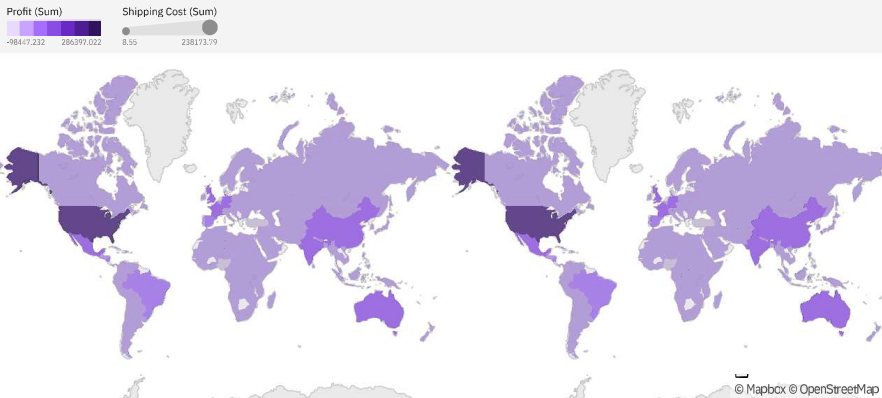 Profit (Sum)
Shipping Cost (Sum)
-98447.232
286397.022
8.55
238173.79
© Mapbox © OpenStreetMap